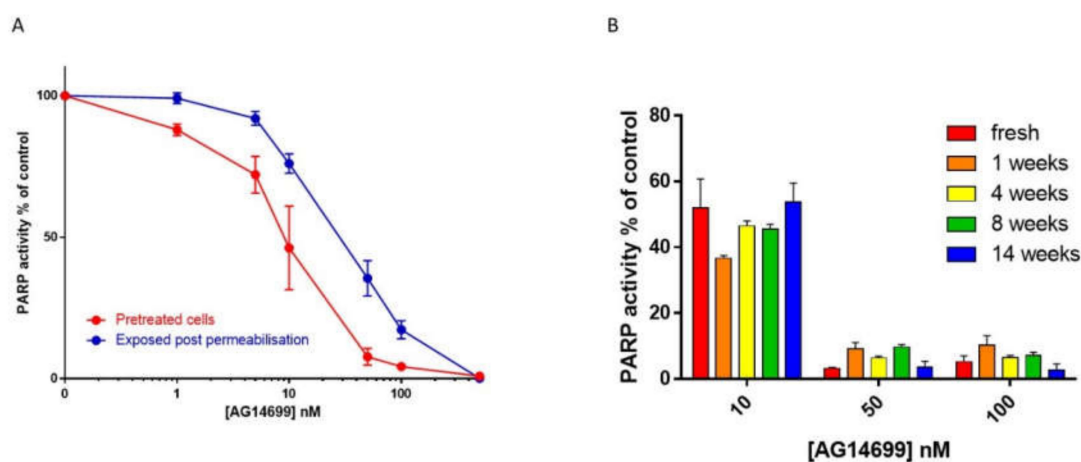 A
PARP activity % of control
100
50
0
Pretreated cells
Exposed post permeabilisation
0
1
10
100
[AG14699] nM
B
PARP activity % of control
80
60
40
20
0
fresh
1 weeks
4 weeks
8 weeks
14 weeks
10
50
100
[AG14699] nM